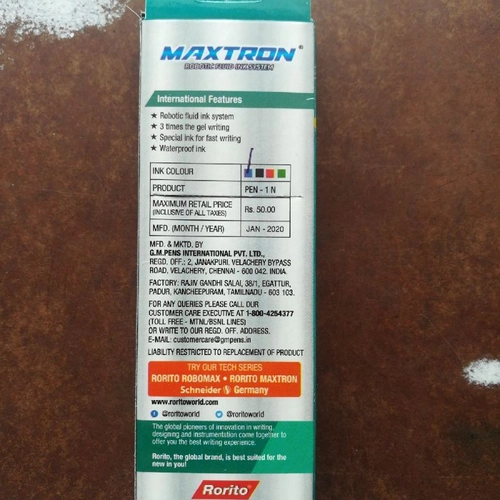 MAXTRON®
ROBOTIC FLUID INK SYSTEM
International Features
★ Robotic fluid ink system
★ 3 times the gel writing
★ Special ink for fast writing
★ Waterproof ink
INK COLOUR
PRODUCT PEN - 1 N
MAXIMUM RETAIL PRICE
(INCLUSIVE OF ALL TAXES) Rs. 50.00
MFD. (MONTH / YEAR) JAN - 2020
MFD. & MKTD. BY
G.M.PENS INTERNATIONAL PVT. LTD.,
REGD. OFF.: 2, JANAKPURI, VELACHERY BYPASS
ROAD, VELACHERY, CHENNAI - 600 042. INDIA.
FACTORY: RAJIV GANDHI SALAI, 38/1, EGATTUR,
PADUR, KANCHEEPURAM, TAMILNADU - 603 103.
FOR ANY QUERIES PLEASE CALL OUR
CUSTOMER CARE EXECUTIVE AT 1-800-4254377
(TOLL FREE - MTNL/BSNL LINES)
OR WRITE TO OUR REGD. OFF. ADDRESS.
E-MAIL: customercare@gmpens.in
LIABILITY RESTRICTED TO REPLACEMENT OF PRODUCT
TRY OUR TECH SERIES
RORITO ROBOMAX • RORITO MAXTRON
Schneider Germany
www.roritoworld.com
@roritoworld @roritoworld
The global pioneers of innovation in writing,
designing and instrumentation come together to
offer you the best writing experience.
Rorito, the global brand, is best suited for the
new in you!
Rorito™